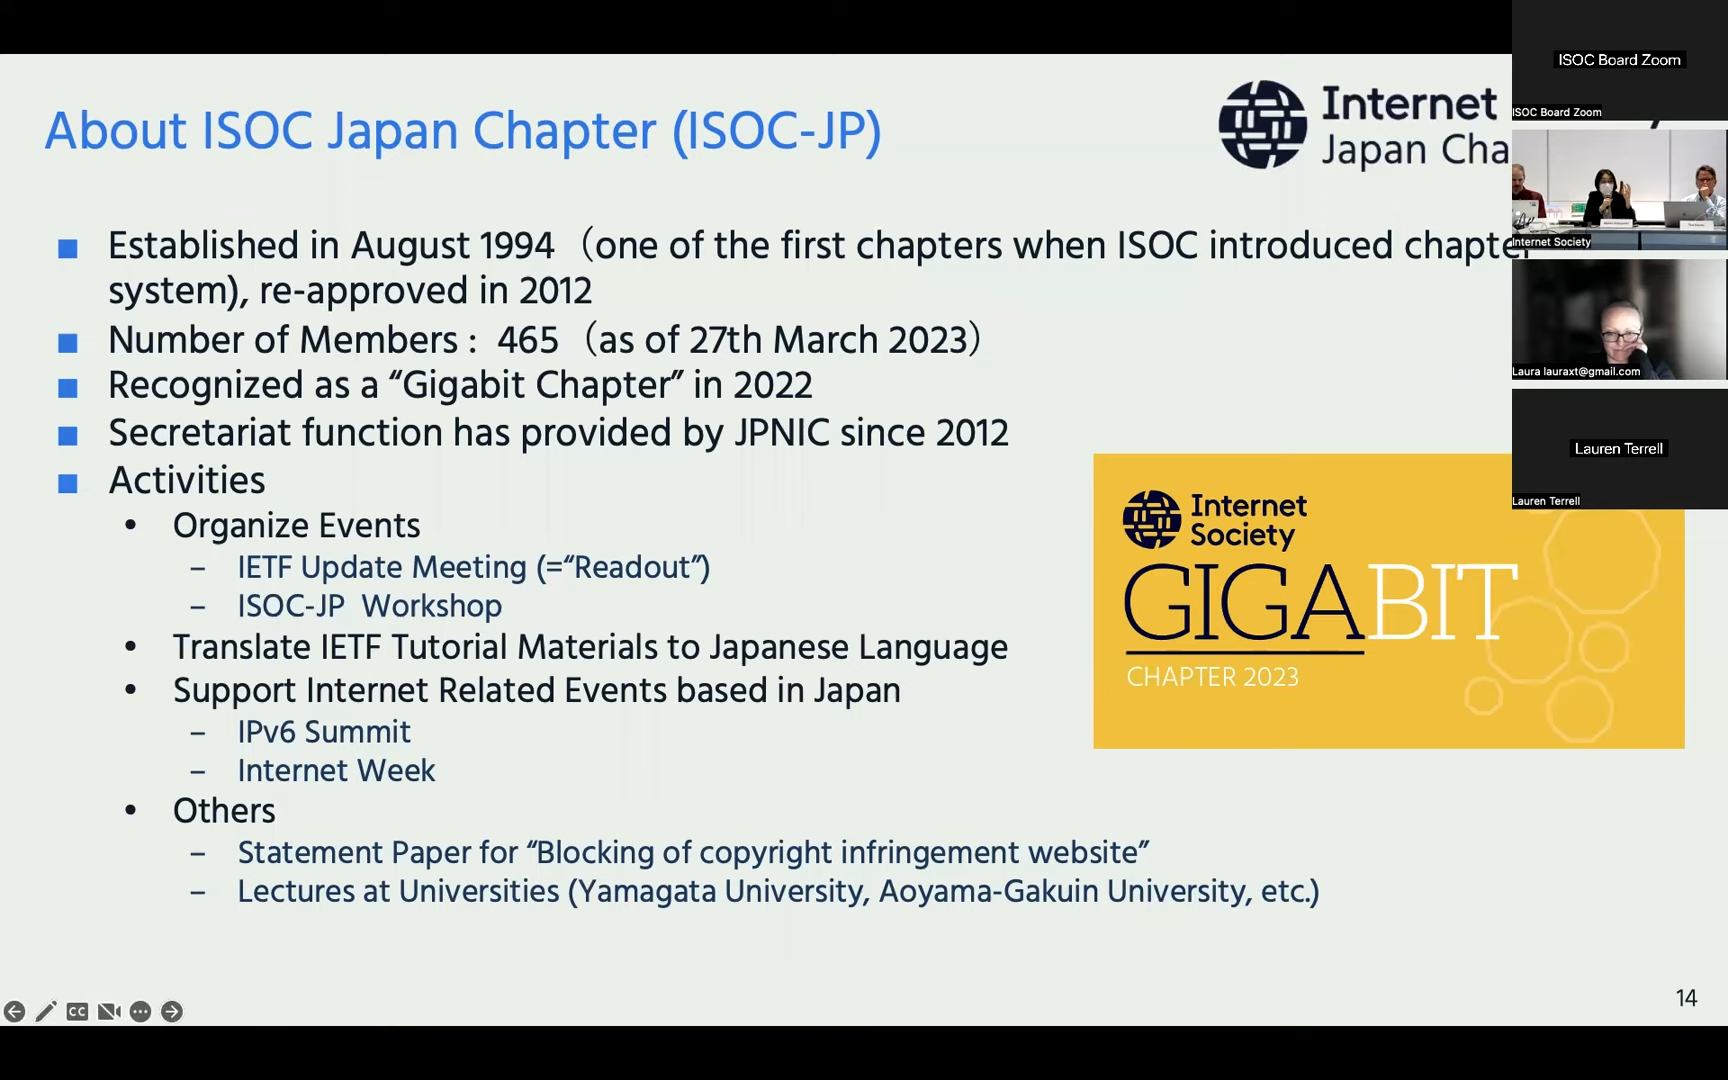 About ISOC Japan Chapter (ISOC-JP)
Internet
Japan Cha
■ Established in August 1994（one of the first chapters when ISOC introduced chapter
system), re-approved in 2012
■ Number of Members : 465（as of 27th March 2023）
■ Recognized as a “Gigabit Chapter” in 2022
■ Secretariat function has provided by JPNIC since 2012
■ Activities
• Organize Events
– IETF Update Meeting (=“Readout”)
– ISOC-JP Workshop
• Translate IETF Tutorial Materials to Japanese Language
• Support Internet Related Events based in Japan
– IPv6 Summit
– Internet Week
• Others
– Statement Paper for “Blocking of copyright infringement website”
– Lectures at Universities (Yamagata University, Aoyama-Gakuin University, etc.)
Internet
Society
GIGABIT
CHAPTER 2023
14
CC
ISOC Board Zoom
ISOC Board Zoom
Internet Society
Laura lauraxt@gmail.com
Lauren Terrell
Lauren Terrell